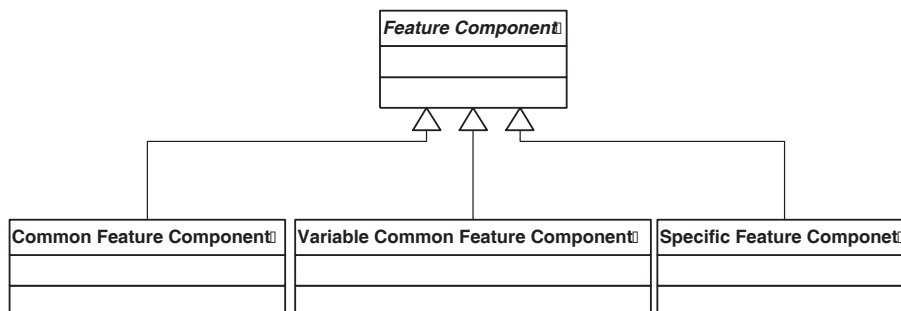 Feature Component
Common Feature Component
Variable Common Feature Component
Specific Feature Componet